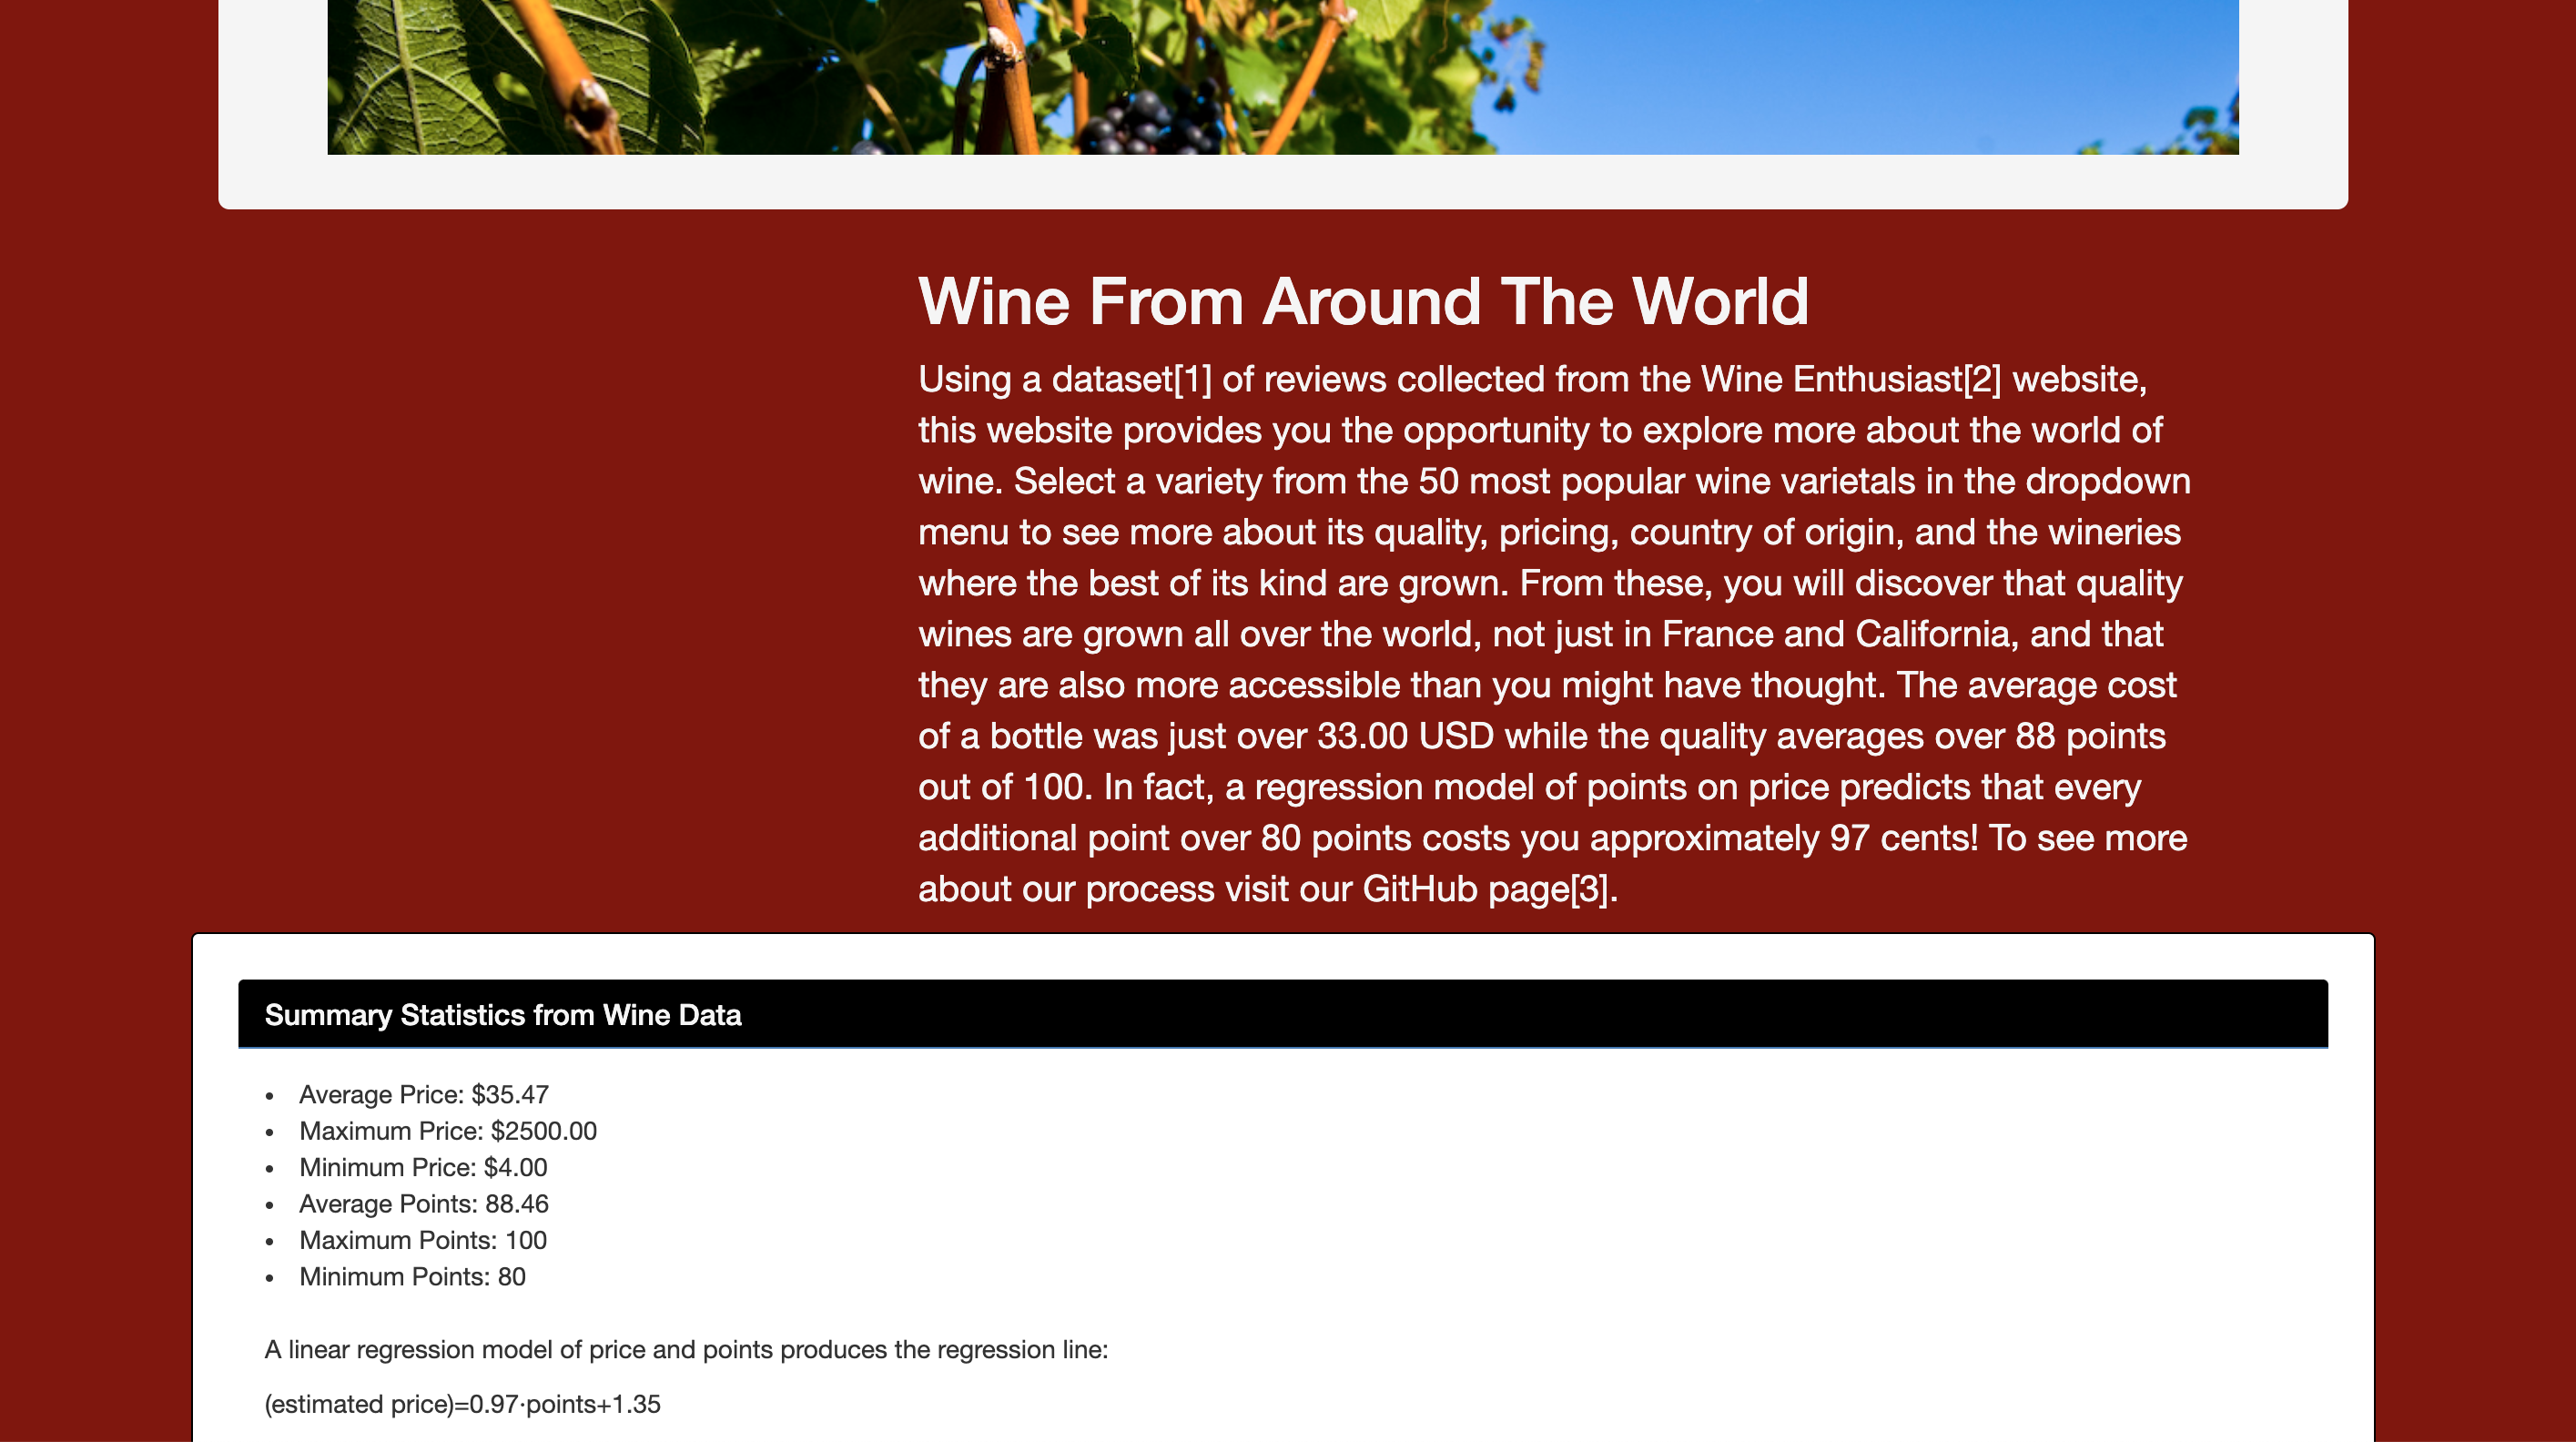 Wine From Around The World
Using a dataset[1] of reviews collected from the Wine Enthusiast[2] website,
this website provides you the opportunity to explore more about the world of
wine. Select a variety from the 50 most popular wine varietals in the dropdown
menu to see more about its quality, pricing, country of origin, and the wineries
where the best of its kind are grown. From these, you will discover that quality
wines are grown all over the world, not just in France and California, and that
they are also more accessible than you might have thought. The average cost
of a bottle was just over 33.00 USD while the quality averages over 88 points
out of 100. In fact, a regression model of points on price predicts that every
additional point over 80 points costs you approximately 97 cents! To see more
about our process visit our GitHub page[3].
Summary Statistics from Wine Data
• Average Price: $35.47
• Maximum Price: $2500.00
• Minimum Price: $4.00
• Average Points: 88.46
• Maximum Points: 100
• Minimum Points: 80
A linear regression model of price and points produces the regression line:
(estimated price)=0.97·points+1.35